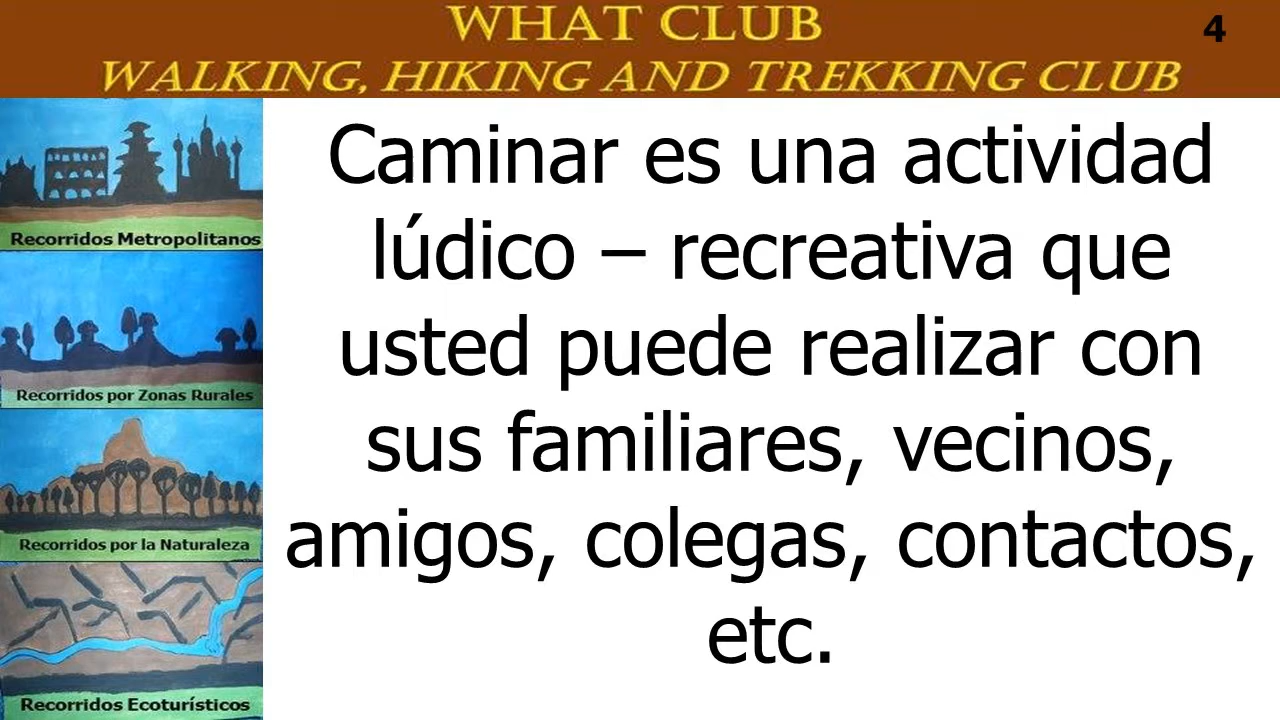 WHAT CLUB
4
WALKING, HIKING AND TREKKING CLUB
Recorridos Metropolitanos
Recorridos por Zonas Rurales
Recorridos por la Naturaleza
Recorridos Ecoturísticos
Caminar es una actividad
lúdico – recreativa que
usted puede realizar con
sus familiares, vecinos,
amigos, colegas, contactos,
etc.